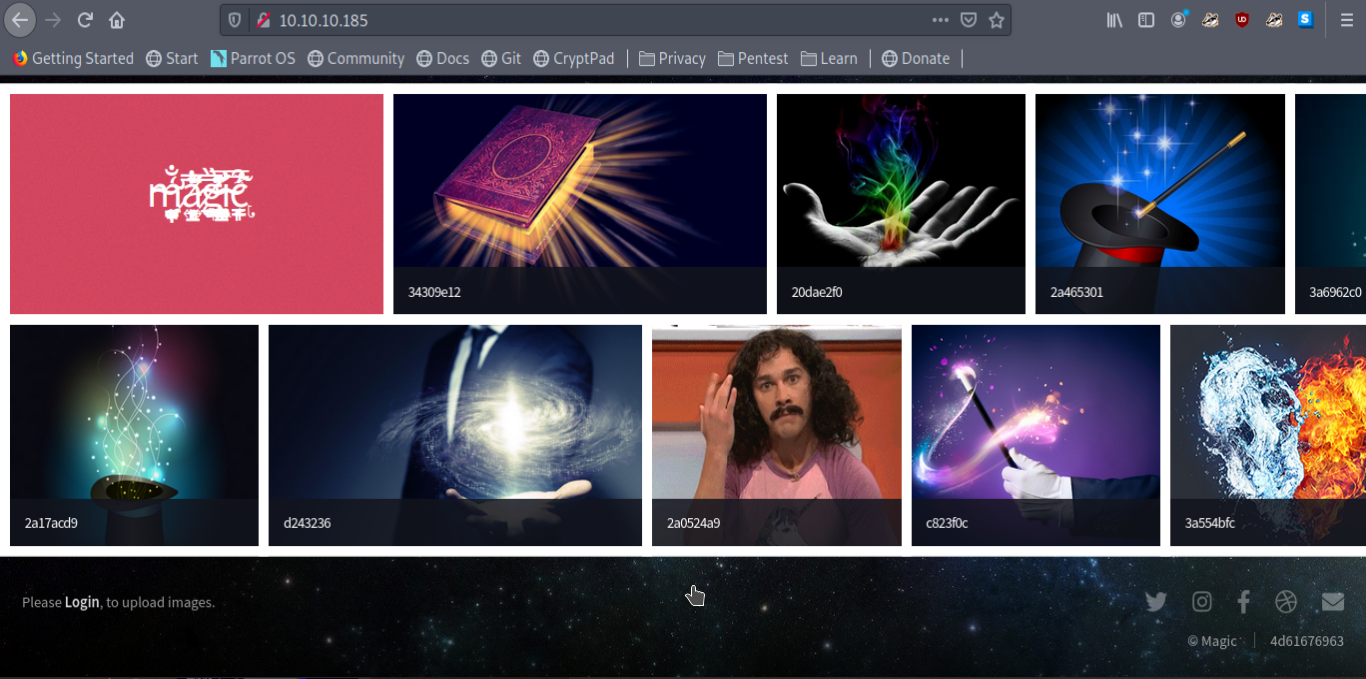 10.10.10.185
Getting Started Start Parrot OS Community Docs Git CryptPad Privacy Pentest Learn Donate
magic
34309e12
20dae2f0
2a465301
3a6962c0
2a17acd9
d243236
2a0524a9
c823f0c
3a554bfc
Please Login, to upload images.
© Magic
4d61676963